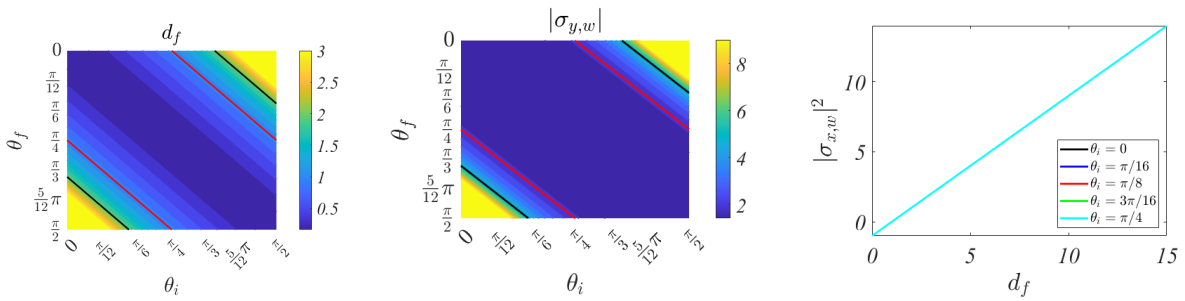 d_f
θ_f
0
π/12
π/6
π/4
π/3
5/12 π
π/2
0
π/12
π/6
π/4
π/3
5/12 π
π/2
θ_i
3
2.5
2
1.5
1
0.5
|σ_{y,w}|
θ_f
0
π/12
π/6
π/4
π/3
5/12 π
π/2
0
π/12
π/6
π/4
π/3
5/12 π
π/2
θ_i
8
6
4
2
|σ_{x,w}|²
10
5
0
0
5
10
15
d_f
θ_i = 0
θ_i = π/16
θ_i = π/8
θ_i = 3π/16
θ_i = π/4